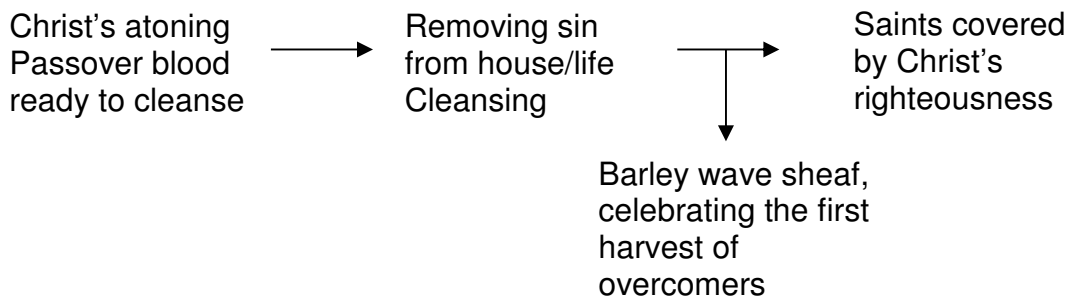 Christ’s atoning
Passover blood
ready to cleanse
Removing sin
from house/life
Cleansing
Saints covered
by Christ’s
righteousness
Barley wave sheaf,
celebrating the first
harvest of
overcomers